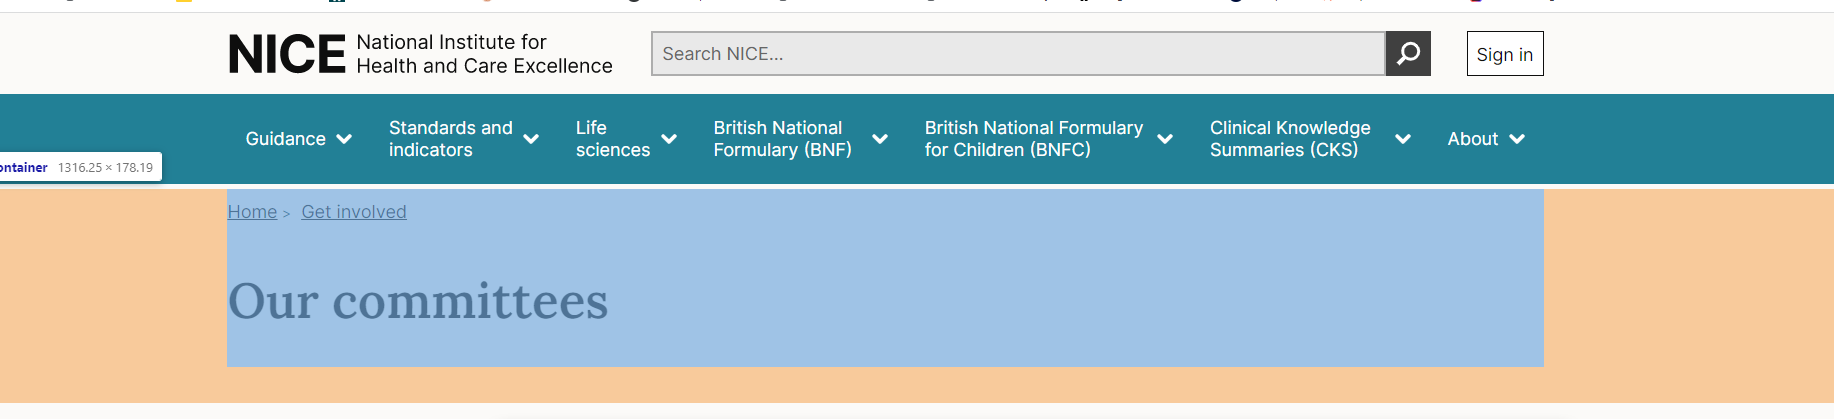 NICE National Institute for
Health and Care Excellence
Search NICE...
Sign in
Guidance
Standards and
indicators
Life
sciences
British National
Formulary (BNF)
British National Formulary
for Children (BNFC)
Clinical Knowledge
Summaries (CKS)
About
ontainer 1316.25 × 178.19
Home > Get involved
Our committees